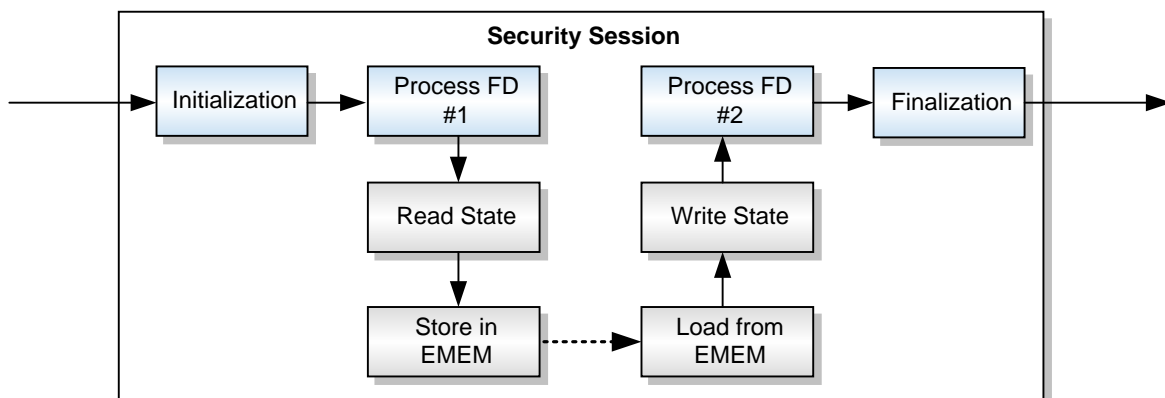 Security Session
Initialization
Process FD
#1
Process FD
#2
Finalization
Read State
Write State
Store in
EMEM
Load from
EMEM